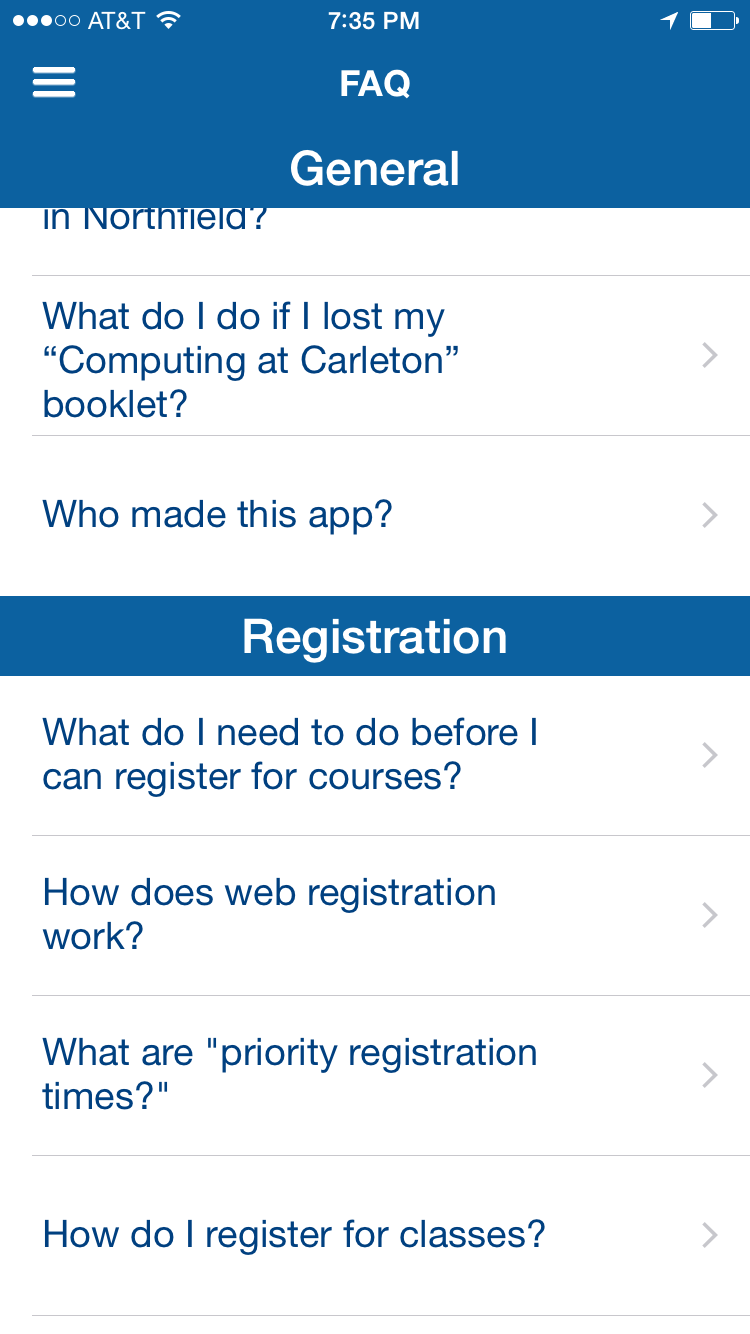 AT&T 7:35 PM
FAQ
General
in Northfield?
What do I do if I lost my
“Computing at Carleton”
booklet?
Who made this app?
Registration
What do I need to do before I
can register for courses?
How does web registration
work?
What are "priority registration
times?"
How do I register for classes?